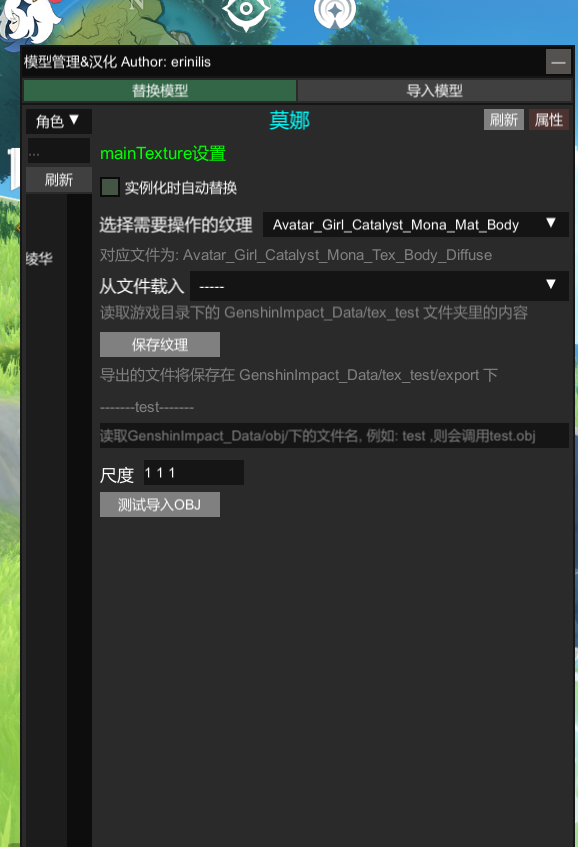 N
模型管理&汉化 Author: erinilis
替换模型 导入模型
角色▼ 莫娜 刷新 属性
... mainTexture设置
刷新 实例化时自动替换
选择需要操作的纹理 Avatar_Girl_Catalyst_Mona_Mat_Body ▼
绫华 对应文件为: Avatar_Girl_Catalyst_Mona_Tex_Body_Diffuse
从文件载入 ----- ▼
读取游戏目录下的 GenshinImpact_Data/tex_test 文件夹里的内容
保存纹理
导出的文件将保存在 GenshinImpact_Data/tex_test/export 下
-------test-------
读取GenshinImpact_Data/obj/下的文件名, 例如: test ,则会调用test.obj
尺度 1 1 1
测试导入OBJ